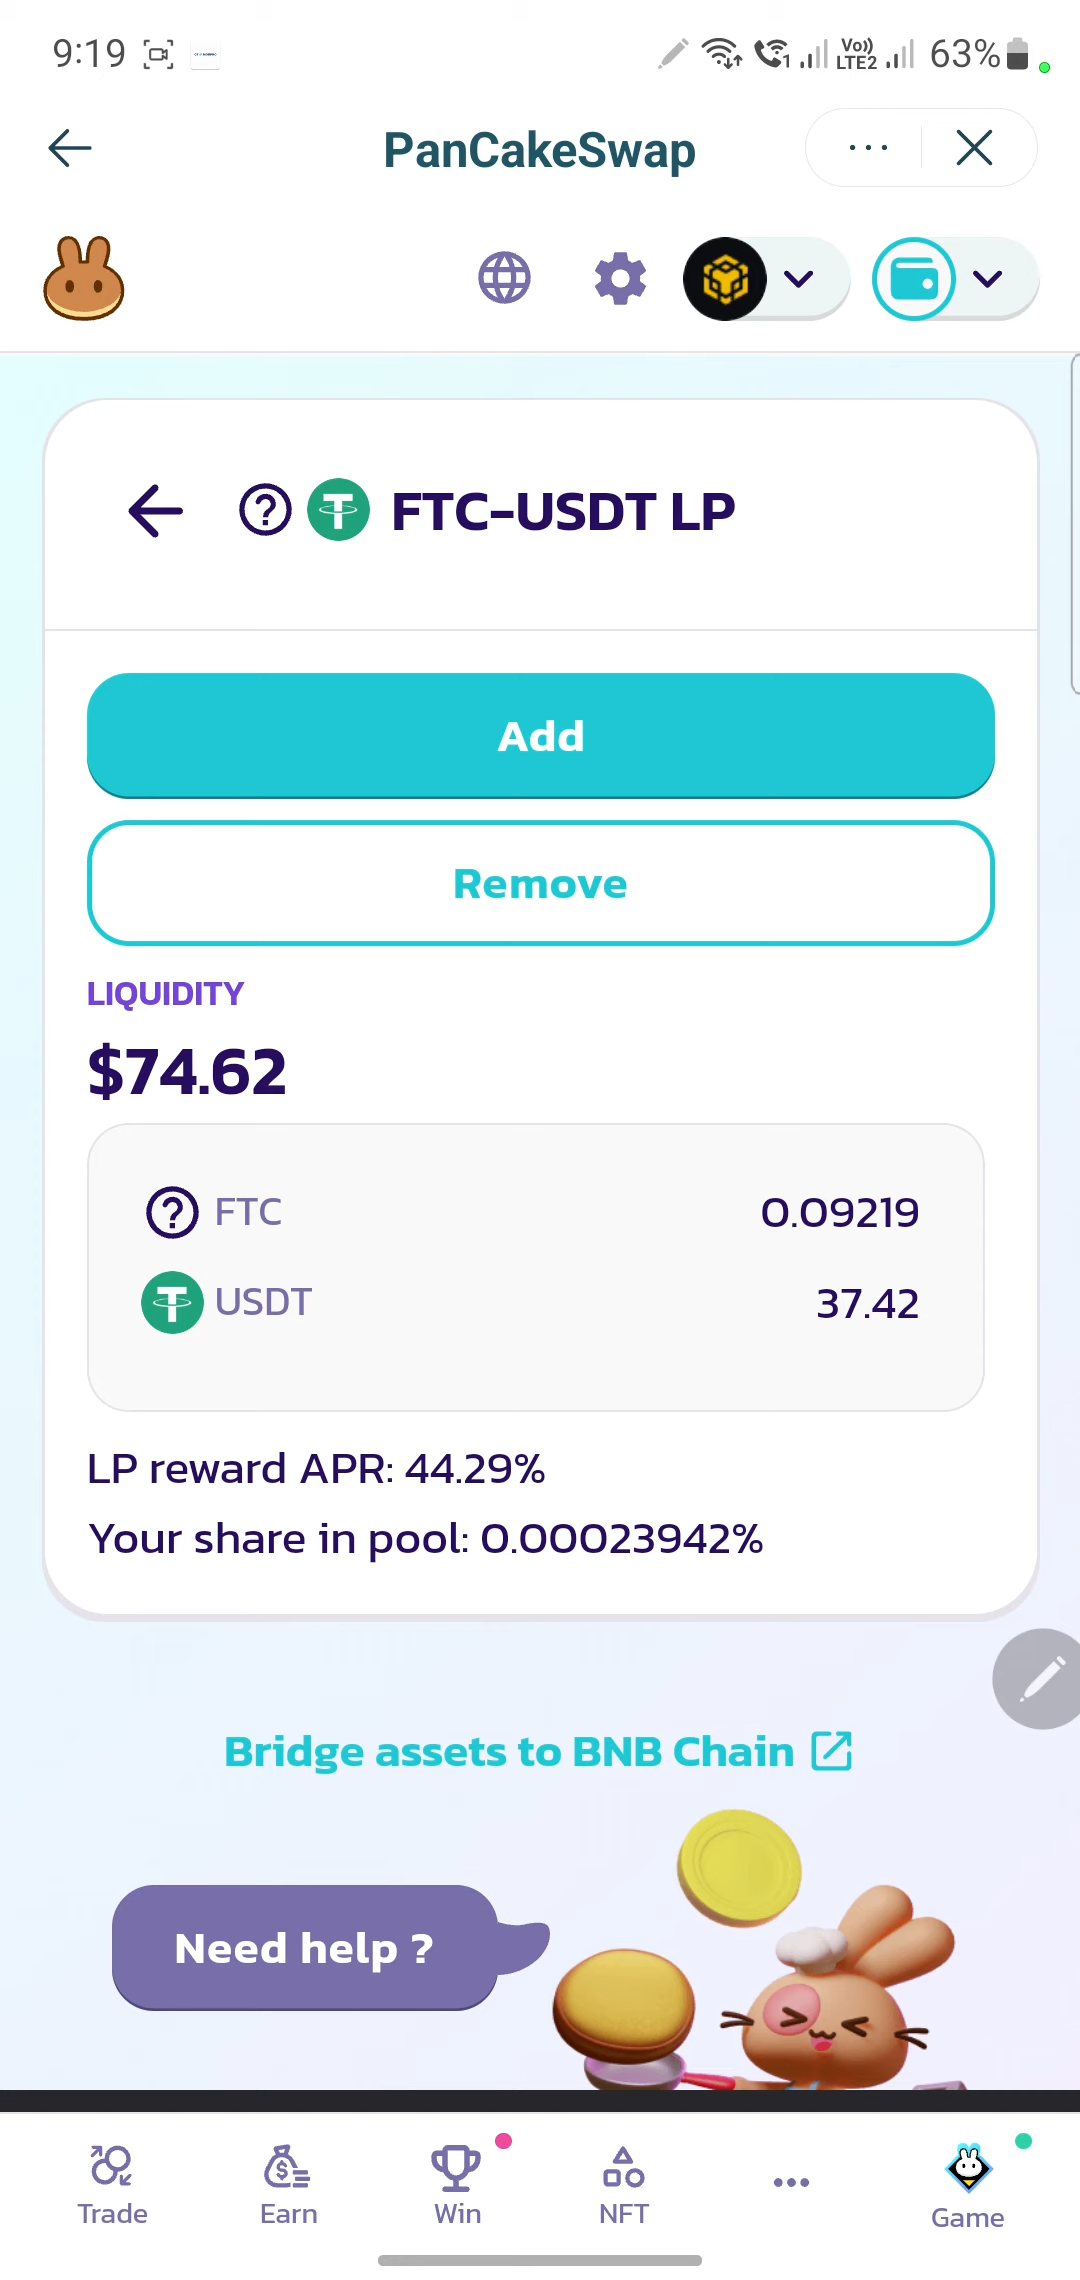 9:19
Vo)) LTE2 63%
PanCakeSwap
FTC-USDT LP
Add
Remove
LIQUIDITY
$74.62
FTC 0.09219
USDT 37.42
LP reward APR: 44.29%
Your share in pool: 0.00023942%
Bridge assets to BNB Chain
Need help ?
Trade Earn Win NFT Game